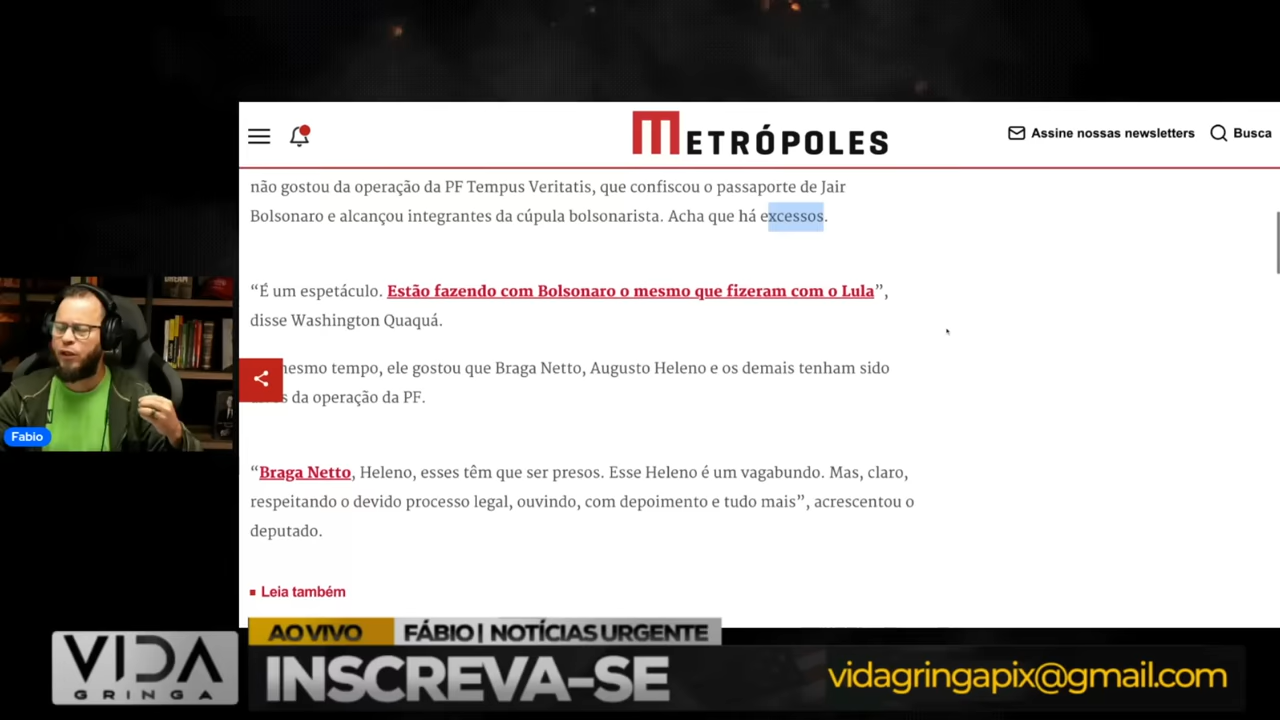 METRÓPOLES
Assine nossas newsletters
Busca
não gostou da operação da PF Tempus Veritatis, que confiscou o passaporte de Jair
Bolsonaro e alcançou integrantes da cúpula bolsonarista. Acha que há excessos.
“É um espetáculo. Estão fazendo com Bolsonaro o mesmo que fizeram com o Lula”,
disse Washington Quaquá.
mesmo tempo, ele gostou que Braga Netto, Augusto Heleno e os demais tenham sido
da operação da PF.
“Braga Netto, Heleno, esses têm que ser presos. Esse Heleno é um vagabundo. Mas, claro,
respeitando o devido processo legal, ouvindo, com depoimento e tudo mais”, acrescentou o
deputado.
Leia também
Fabio
AO VIVO FÁBIO | NOTÍCIAS URGENTE
VIDA
GRINGA
INSCREVA-SE
vidagringapix@gmail.com